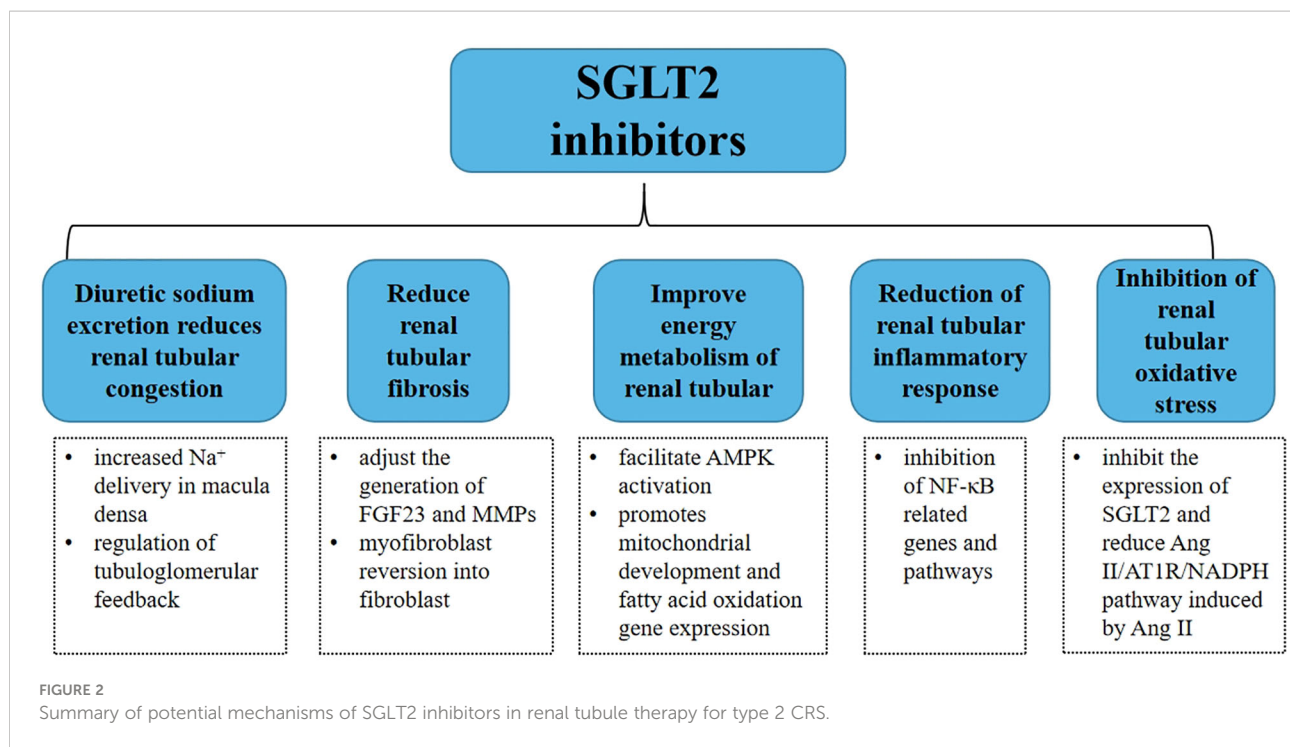 SGLT2
inhibitors
Diuretic sodium
excretion reduces
renal tubular
congestion
• increased Na⁺
delivery in macula
densa
• regulation of
tubuloglomerular
feedback
Reduce
renal
tubular
fibrosis
• adjust the
generation of
FGF23 and MMPs
• myofibroblast
reversion into
fibroblast
Improve
energy
metabolism of
renal tubular
• facilitate AMPK
activation
• promotes
mitochondrial
development and
fatty acid oxidation
gene expression
Reduction of
renal tubular
inflammatory
response
• inhibition
of NF-κB
related
genes and
pathways
Inhibition of
renal
tubular
oxidative
stress
• inhibit the
expression of
SGLT2 and
reduce Ang
II/AT1R/NADPH
pathway induced
by Ang II
FIGURE 2
Summary of potential mechanisms of SGLT2 inhibitors in renal tubule therapy for type 2 CRS.